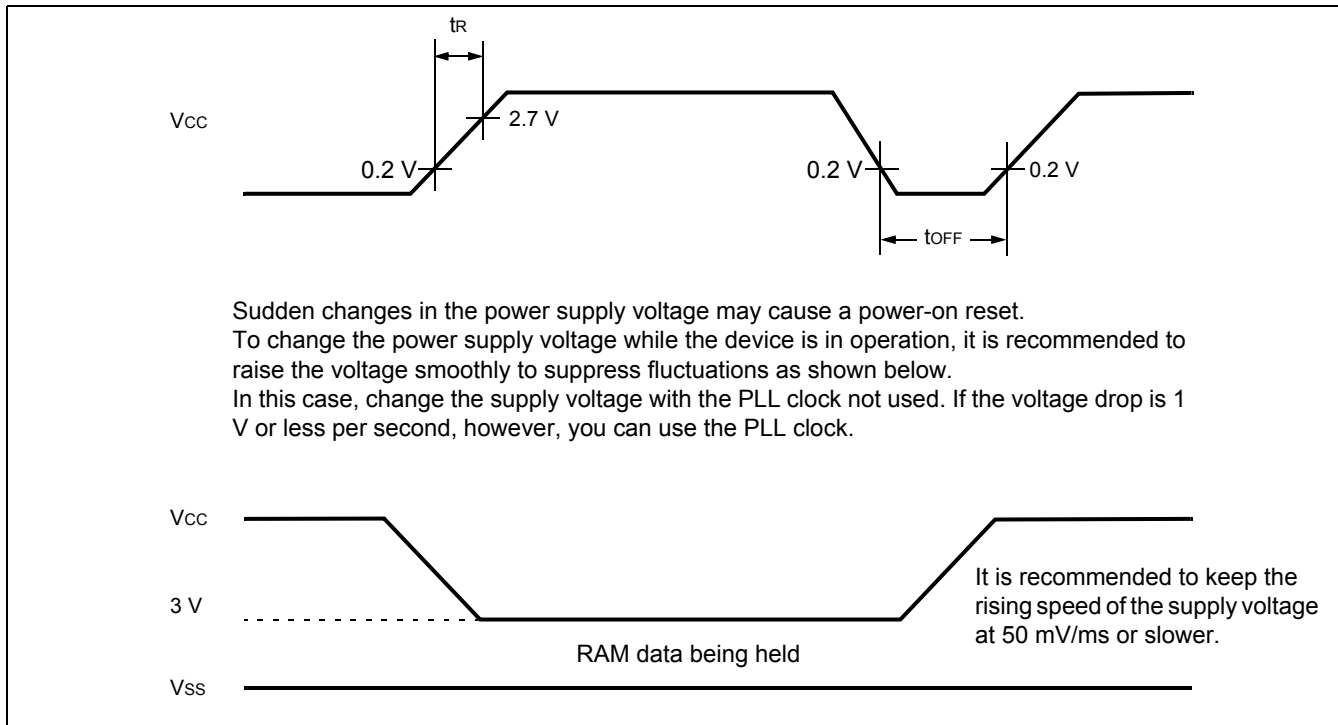 tR
VCC
2.7 V
0.2 V
0.2 V
0.2 V
tOFF
Sudden changes in the power supply voltage may cause a power-on reset.
To change the power supply voltage while the device is in operation, it is recommended to
raise the voltage smoothly to suppress fluctuations as shown below.
In this case, change the supply voltage with the PLL clock not used. If the voltage drop is 1
V or less per second, however, you can use the PLL clock.
VCC
It is recommended to keep the
rising speed of the supply voltage
at 50 mV/ms or slower.
3 V
RAM data being held
VSS